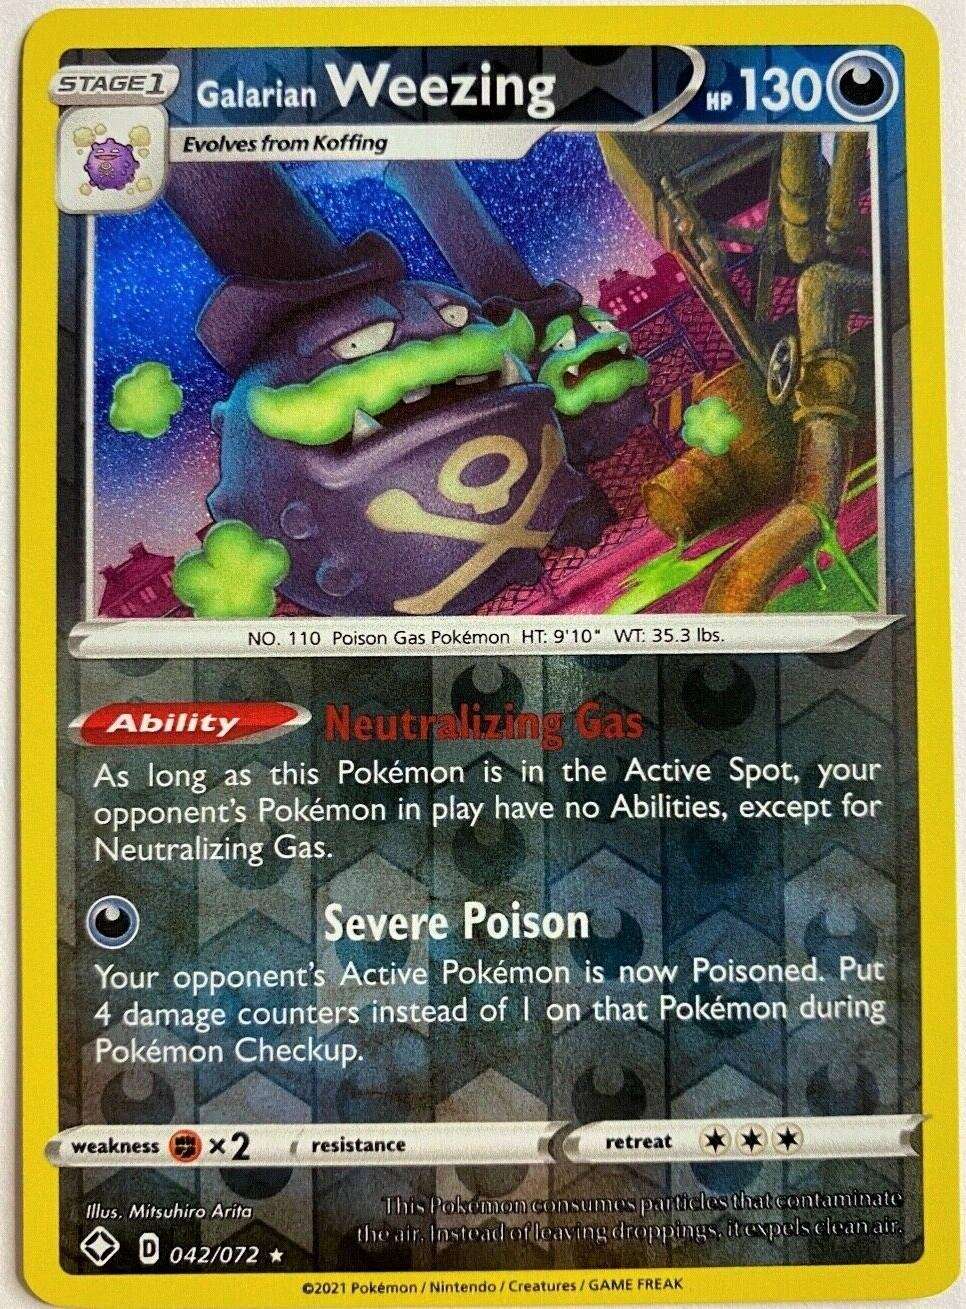 STAGE1
Galarian Weezing
HP 130
Evolves from Koffing
NO. 110 Poison Gas Pokémon HT: 9'10" WT: 35.3 lbs.
Ability Neutralizing Gas
As long as this Pokémon is in the Active Spot, your
opponent's Pokémon in play have no Abilities, except for
Neutralizing Gas.
Severe Poison
Your opponent's Active Pokémon is now Poisoned. Put
4 damage counters instead of 1 on that Pokémon during
Pokémon Checkup.
weakness ×2 resistance retreat
Illus. Mitsuhiro Arita
This Pokémon consumes particles that contaminate
the air. Instead of leaving droppings, it expels clean air.
D 042/072 ★
©2021 Pokémon / Nintendo / Creatures / GAME FREAK